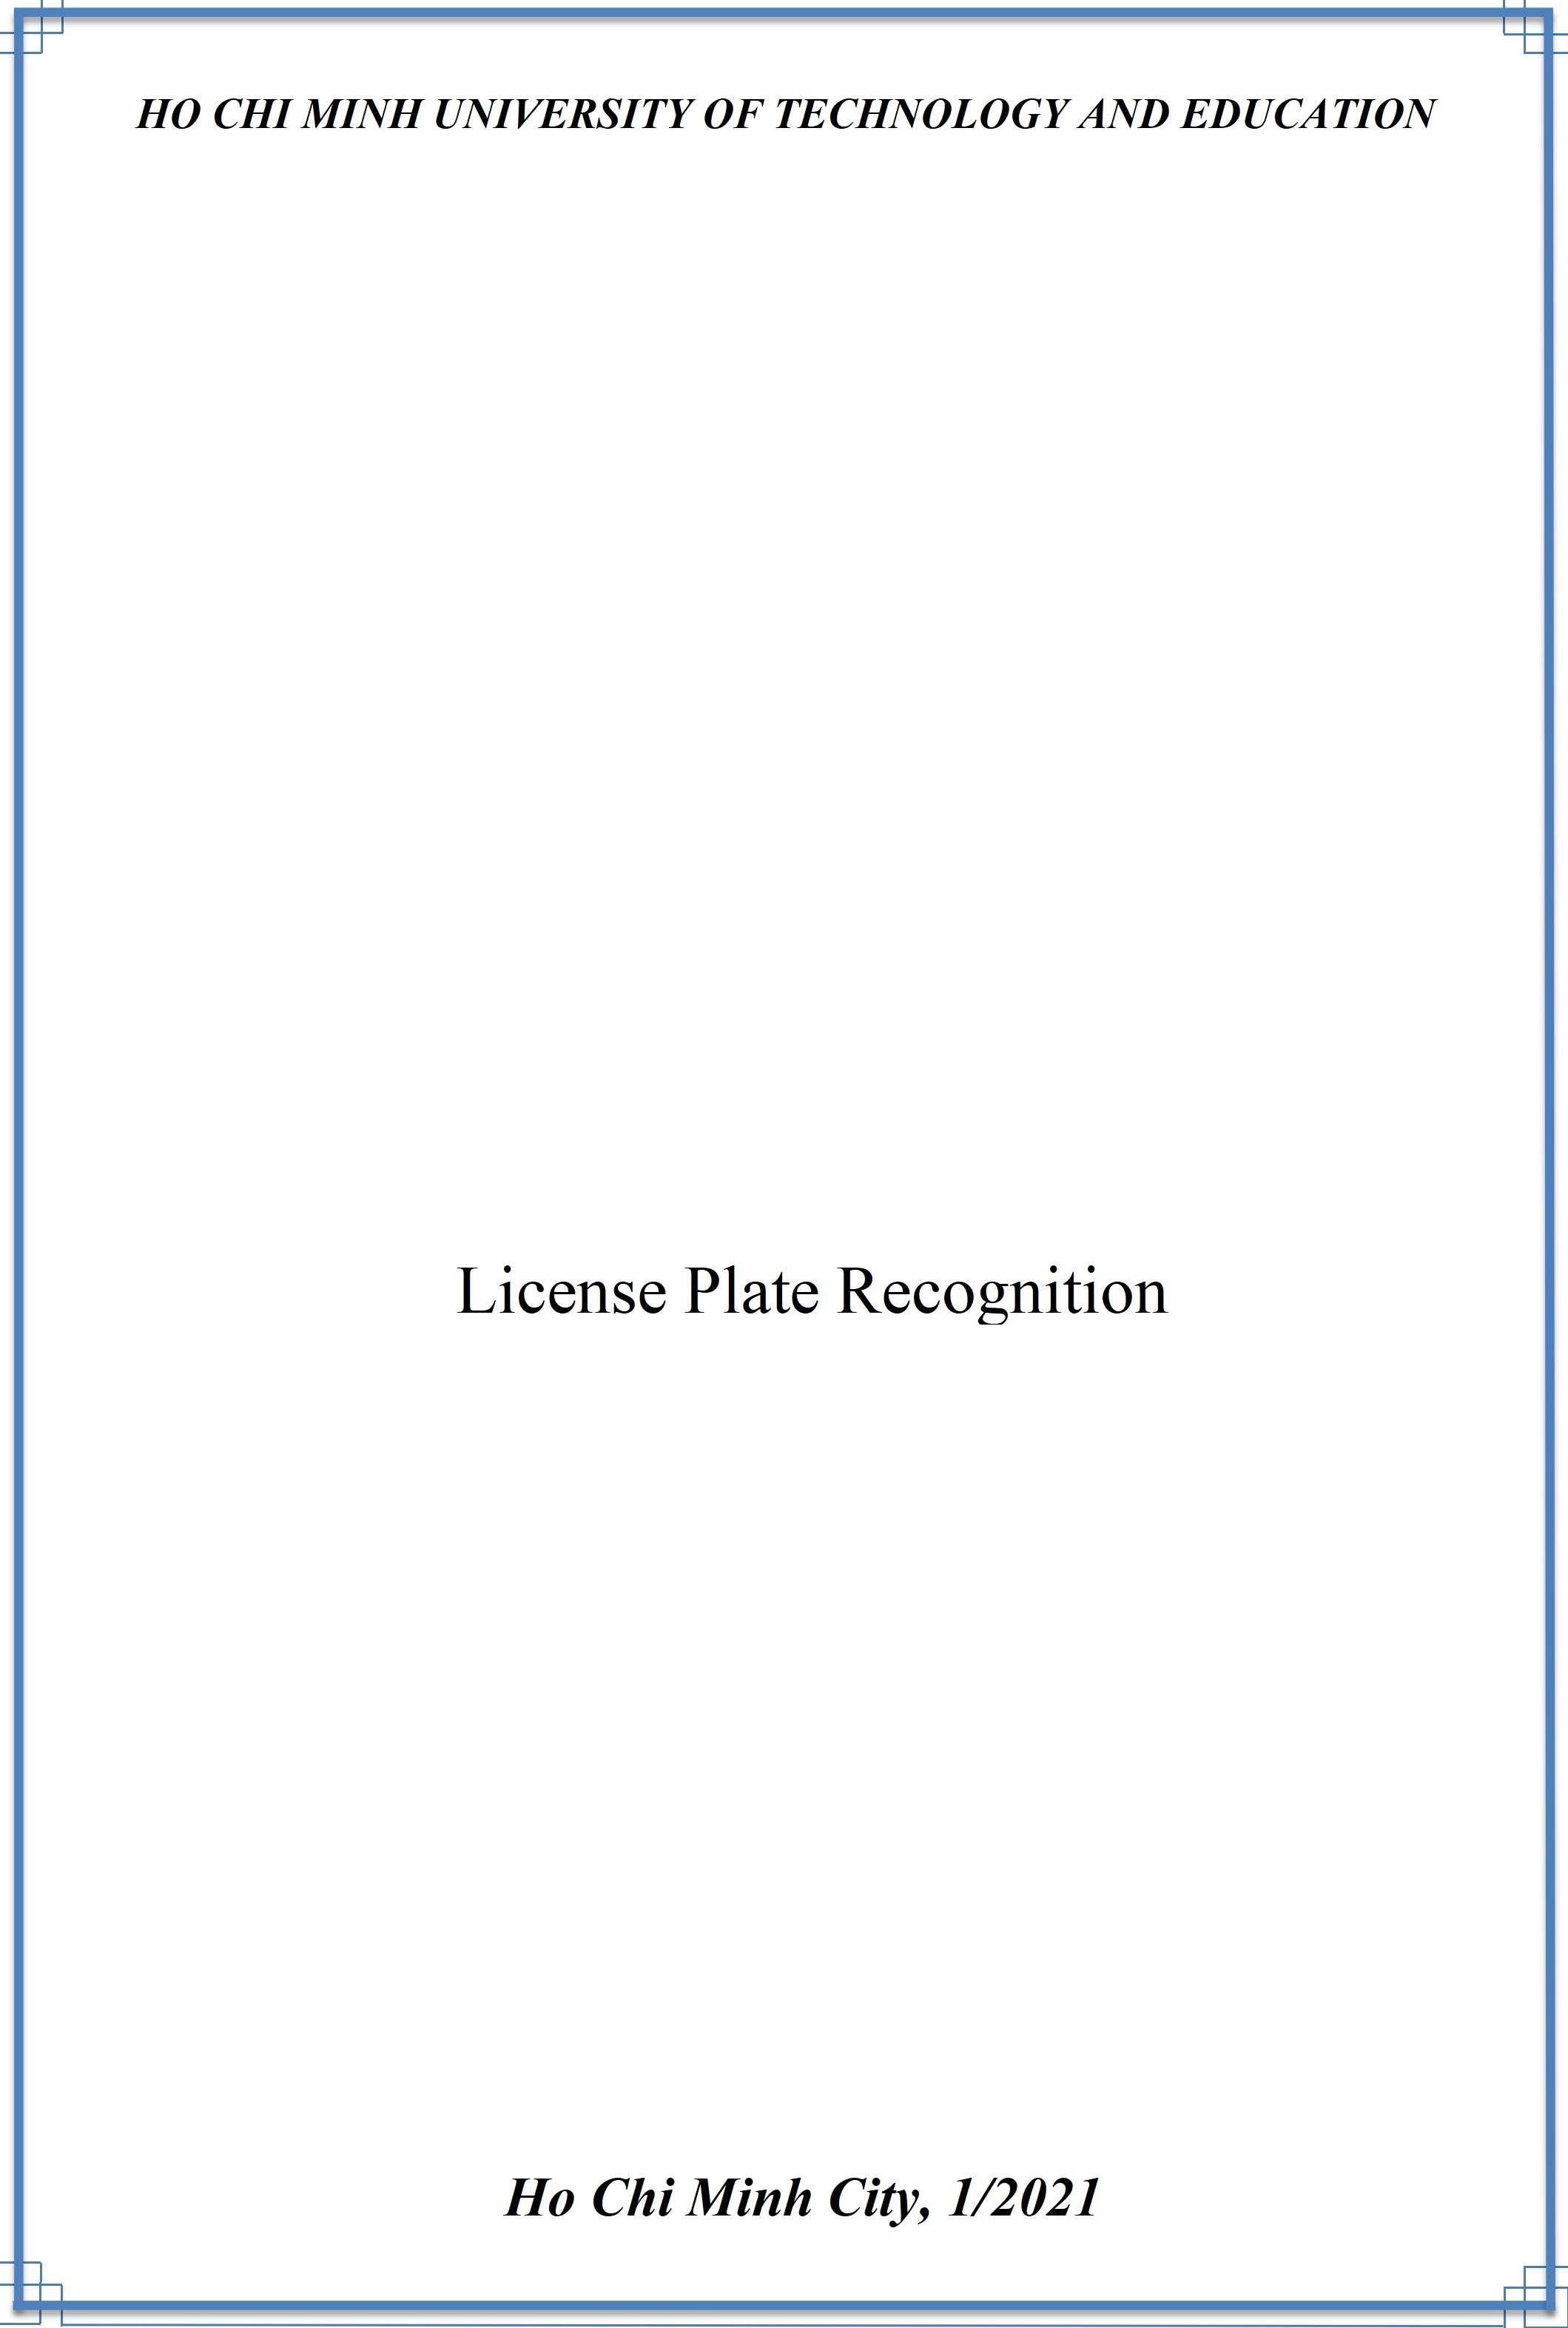 HO CHI MINH UNIVERSITY OF TECHNOLOGY AND EDUCATION
License Plate Recognition
Ho Chi Minh City, 1/2021